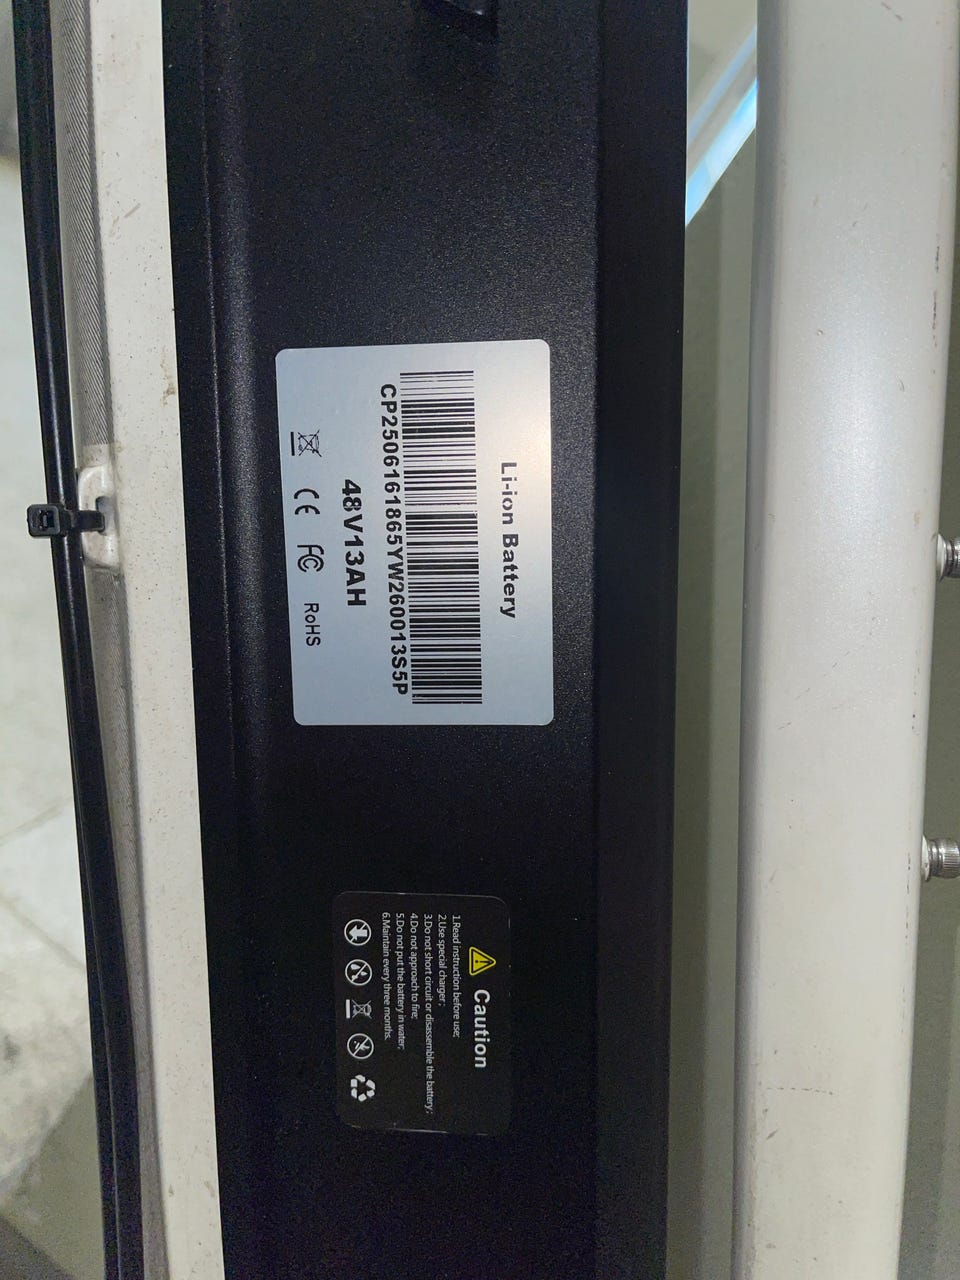 Li-ion Battery
CP2506161865YW260013S5P
48V13AH
CE FC RoHS
Caution
1.Read instruction before use;
2.Use special charger;
3.Do not short circuit or disassemble the battery;
4.Do not approach to fire;
5.Do not put the battery in water;
6.Maintain every three months.